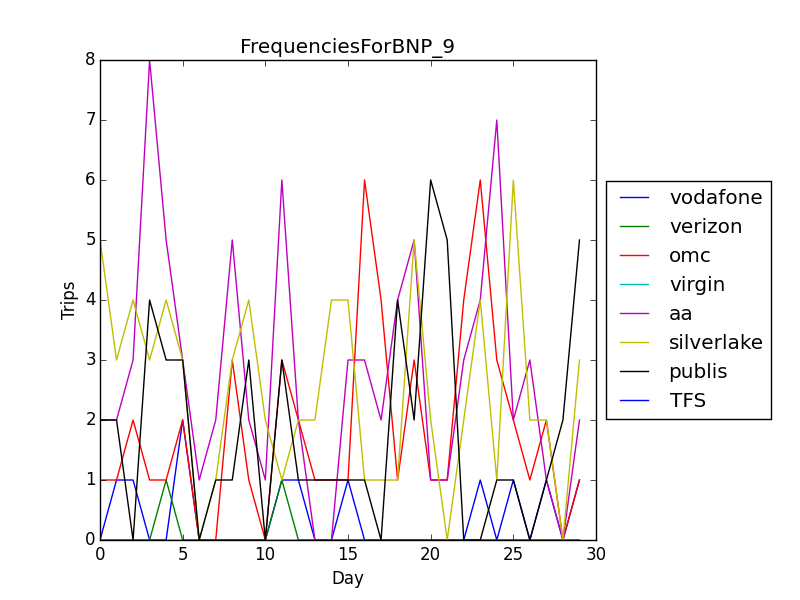 FrequenciesForBNP_9
8
7
6
5
4
3
2
1
0
Trips
0 5 10 15 20 25 30
Day
vodafone
verizon
omc
virgin
aa
silverlake
publis
TFS